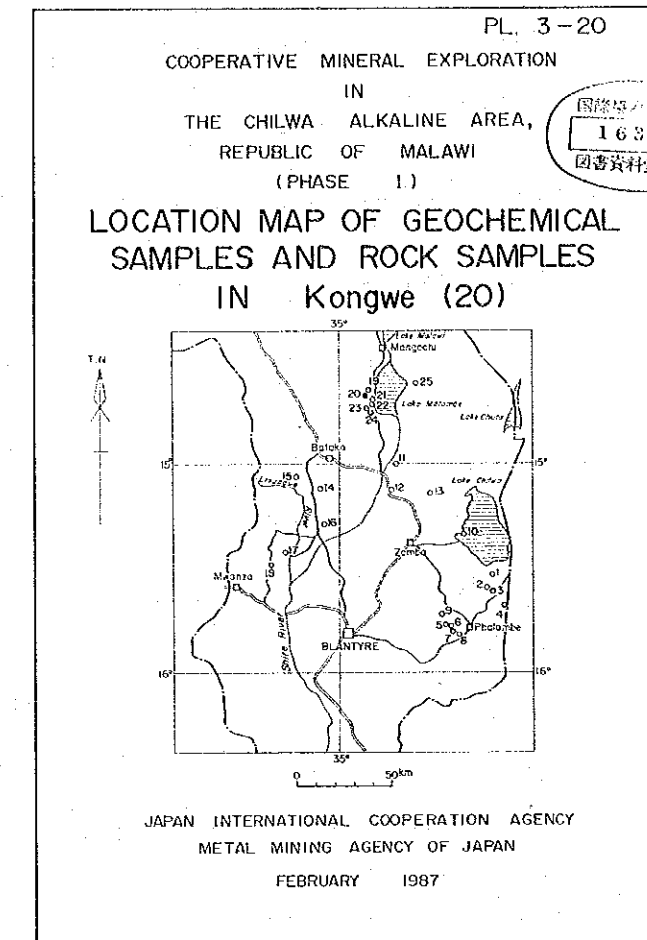 PL. 3-20
COOPERATIVE MINERAL EXPLORATION
IN
THE CHILWA ALKALINE AREA,
REPUBLIC OF MALAWI
(PHASE I)
163
LOCATION MAP OF GEOCHEMICAL
SAMPLES AND ROCK SAMPLES
IN Kongwe (20)
35°
T.N
Lake Malawi
Mangochi
19
25
20
21
22
Lake Malombe
23
24
Lake Chiuta
Balaka
15°
11
15°
15
14
12
13
Lake Chilwa
River
16
10
17
Zomba
Mwanza
1
2
3
4
9
5
6
Phalombe
7
8
Shire River
BLANTYRE
16°
16°
35°
0
50km
JAPAN INTERNATIONAL COOPERATION AGENCY
METAL MINING AGENCY OF JAPAN
FEBRUARY 1987